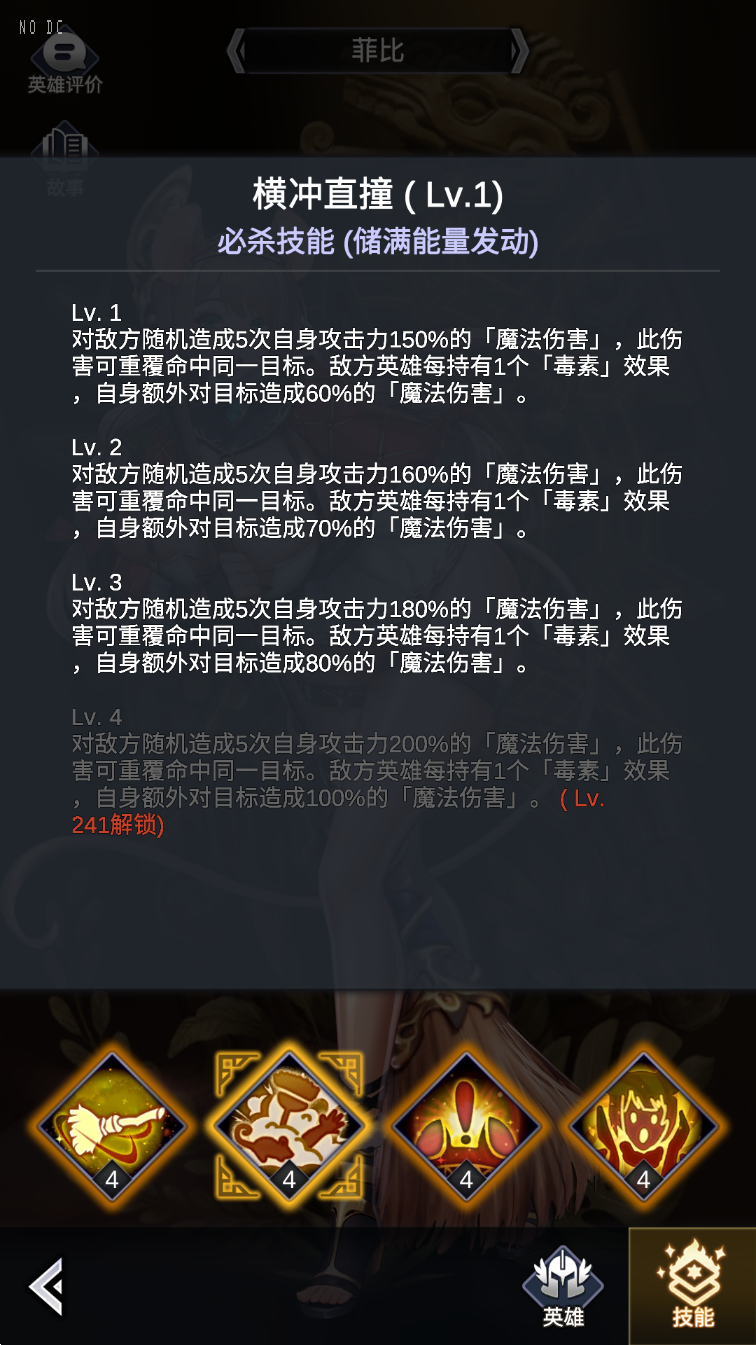 NO DC
菲比
英雄评价
故事
横冲直撞 ( Lv.1)
必杀技能 (储满能量发动)
Lv. 1
对敌方随机造成5次自身攻击力150%的「魔法伤害」，此伤
害可重覆命中同一目标。敌方英雄每持有1个「毒素」效果
，自身额外对目标造成60%的「魔法伤害」。
Lv. 2
对敌方随机造成5次自身攻击力160%的「魔法伤害」，此伤
害可重覆命中同一目标。敌方英雄每持有1个「毒素」效果
，自身额外对目标造成70%的「魔法伤害」。
Lv. 3
对敌方随机造成5次自身攻击力180%的「魔法伤害」，此伤
害可重覆命中同一目标。敌方英雄每持有1个「毒素」效果
，自身额外对目标造成80%的「魔法伤害」。
Lv. 4
对敌方随机造成5次自身攻击力200%的「魔法伤害」，此伤
害可重覆命中同一目标。敌方英雄每持有1个「毒素」效果
，自身额外对目标造成100%的「魔法伤害」。 ( Lv.
241解锁)
4
4
4
4
英雄
技能